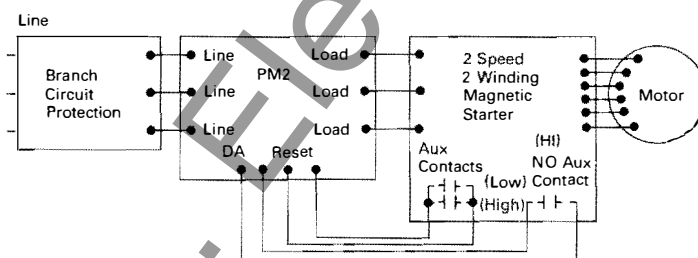 Line
Branch
Circuit
Protection
Line
Line
Line
PM2
Load
Load
Load
DA
Reset
2 Speed
2 Winding
Magnetic
Starter
Aux
Contacts
(Low)
(High)
(HI)
NO Aux
Contact
Motor
Ele